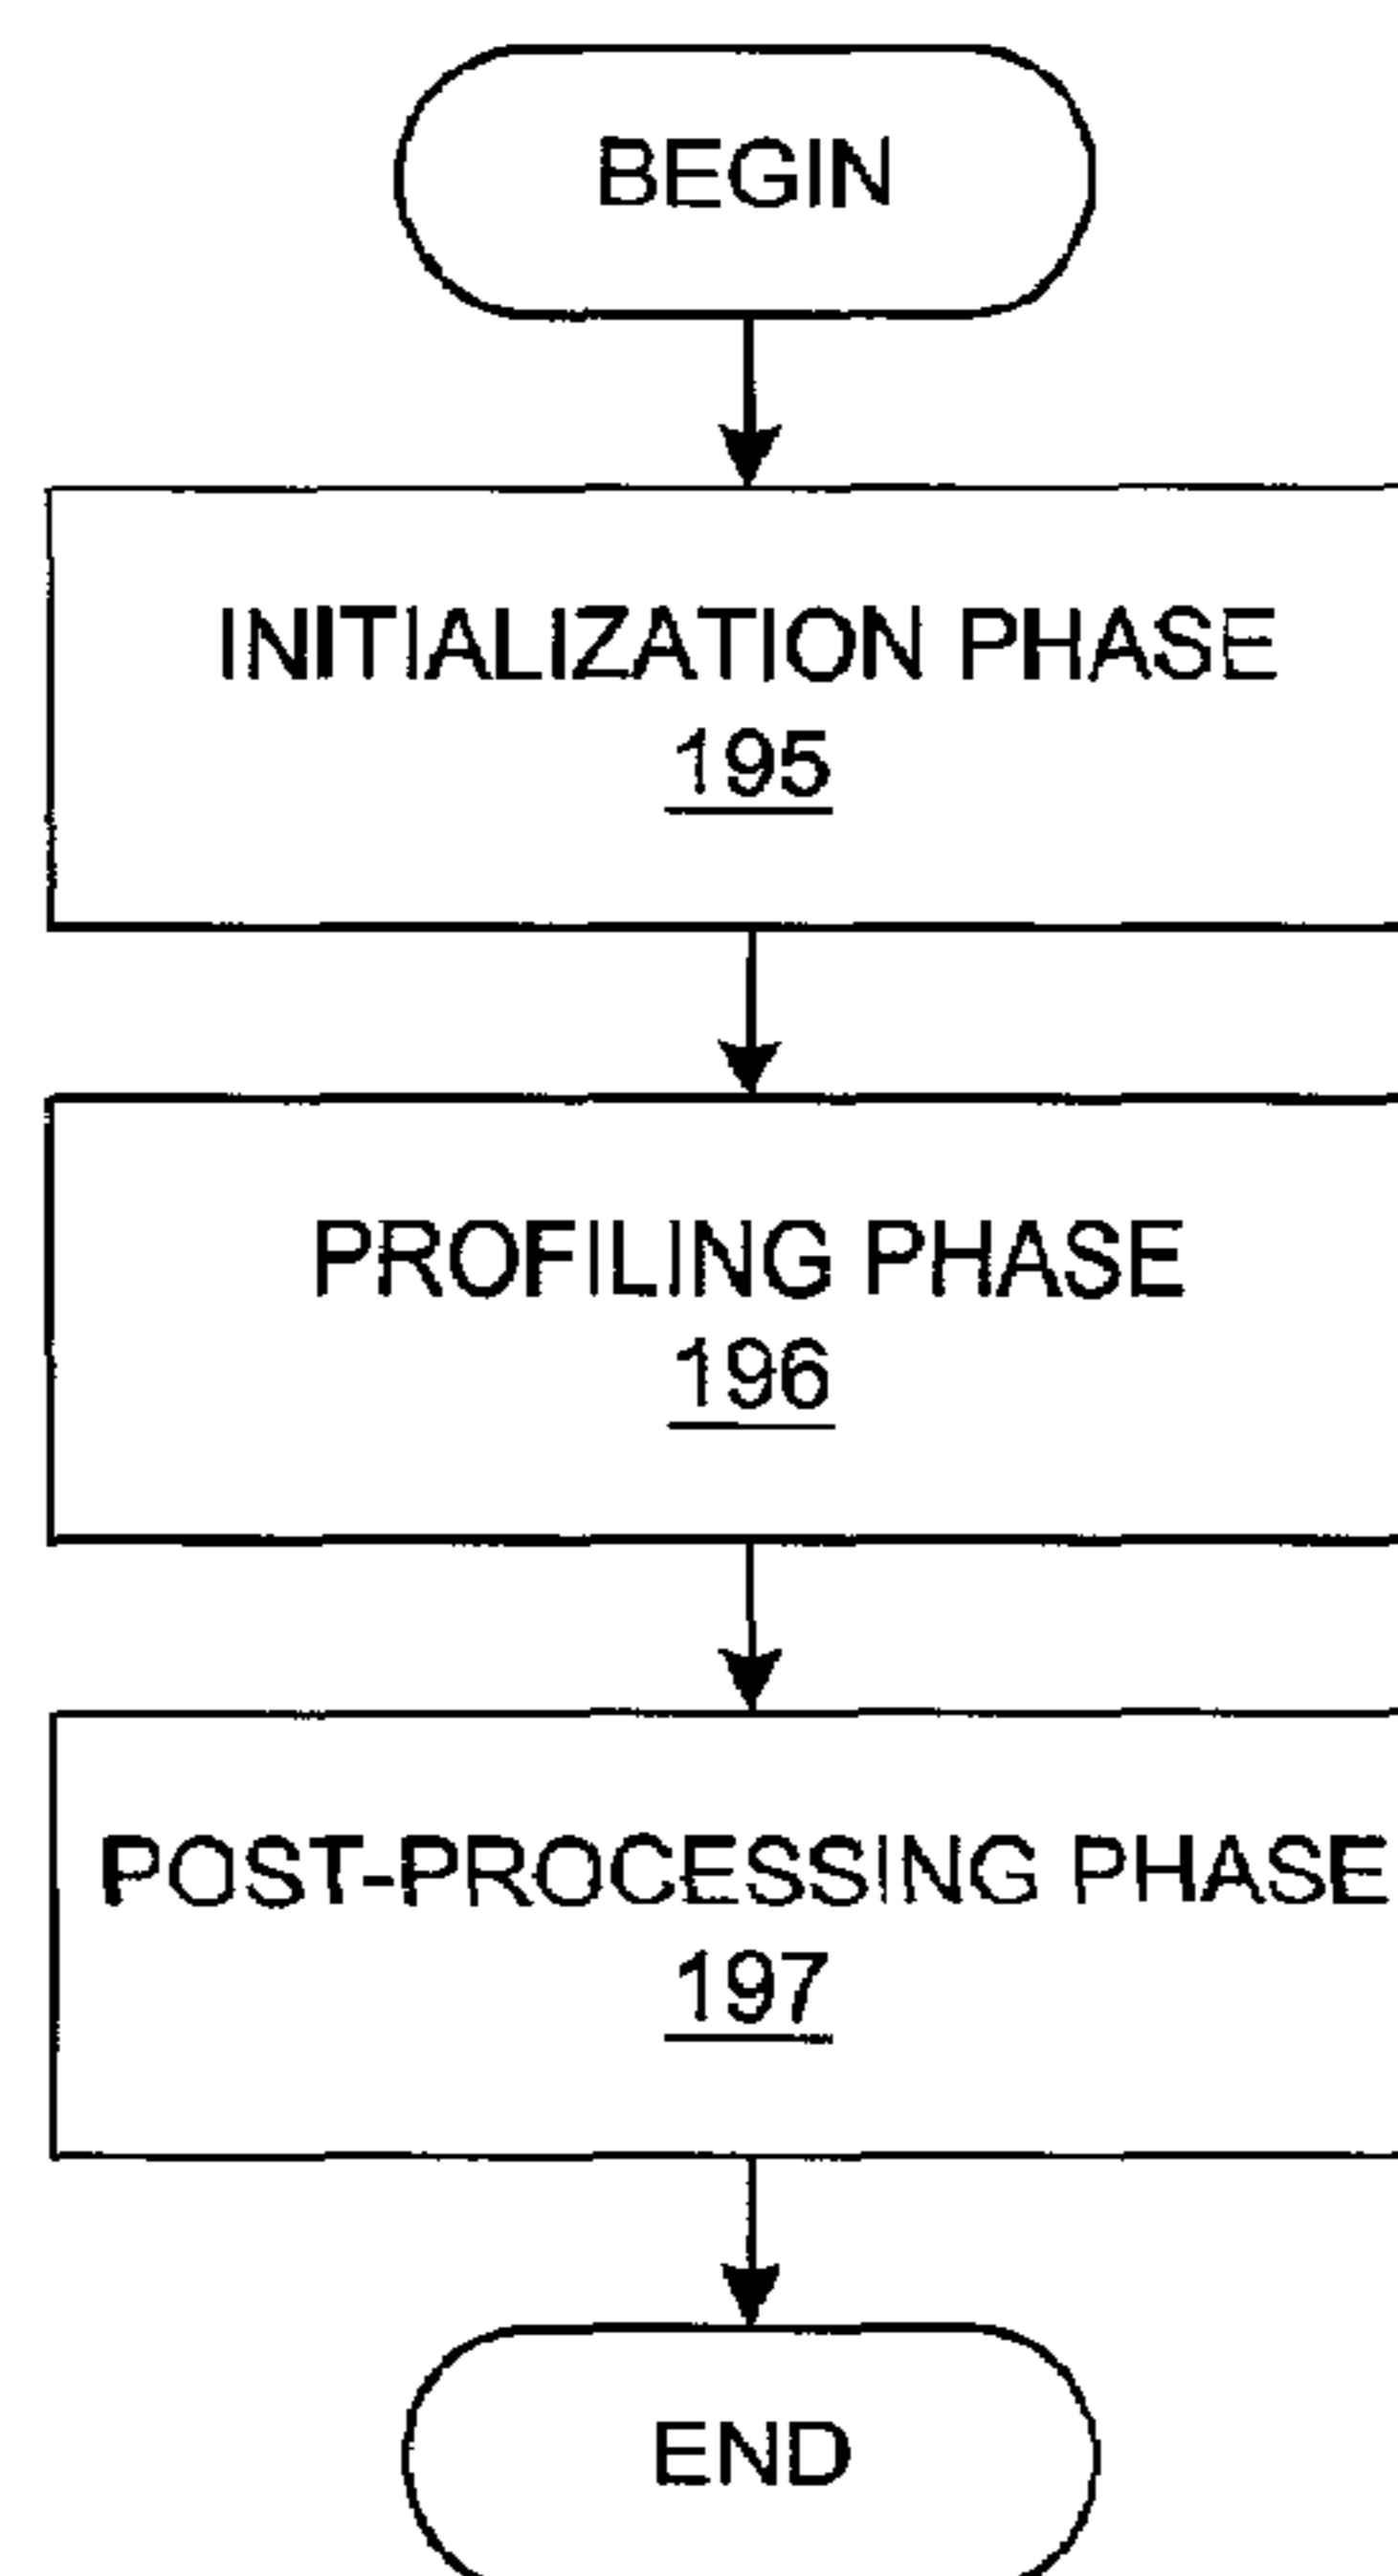 BEGIN
INITIALIZATION PHASE
195
PROFILING PHASE
196
POST-PROCESSING PHASE
197
END